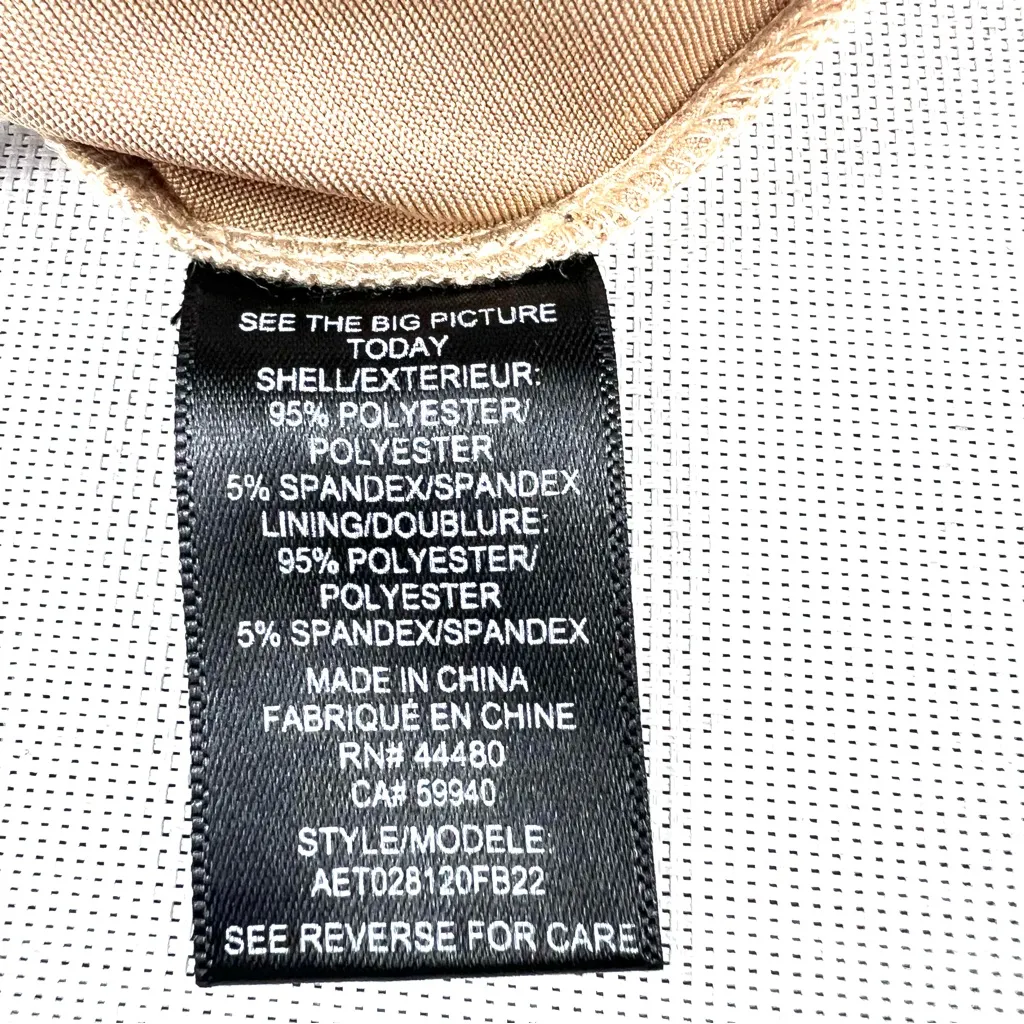 SEE THE BIG PICTURE
TODAY
SHELL/EXTERIEUR:
95% POLYESTER/
POLYESTER
5% SPANDEX/SPANDEX
LINING/DOUBLURE:
95% POLYESTER/
POLYESTER
5% SPANDEX/SPANDEX
MADE IN CHINA
FABRIQUÉ EN CHINE
RN# 44480
CA# 59940
STYLE/MODELE:
AET028120FB22
SEE REVERSE FOR CARE